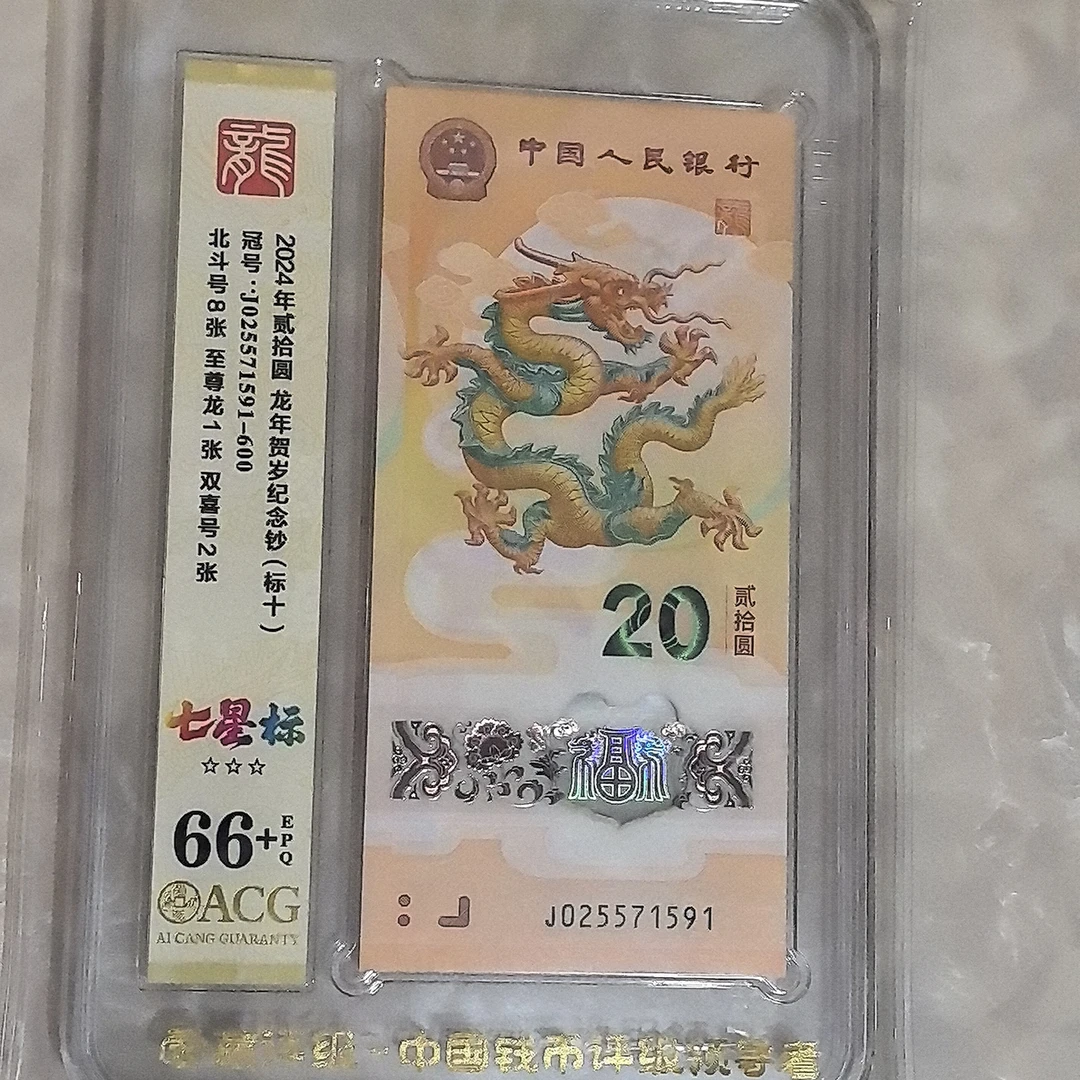 龍
2024年贰拾圆 龙年贺岁纪念钞(标十)
冠号:J025571591-600
北斗号8张 至尊龙1张 双喜号2张
七星标
☆☆☆
66+
EPQ
ACG
AI CANG GUARANTY
中国人民银行
龍
20
贰拾圆
福
J025571591
中国钱币评级领导者